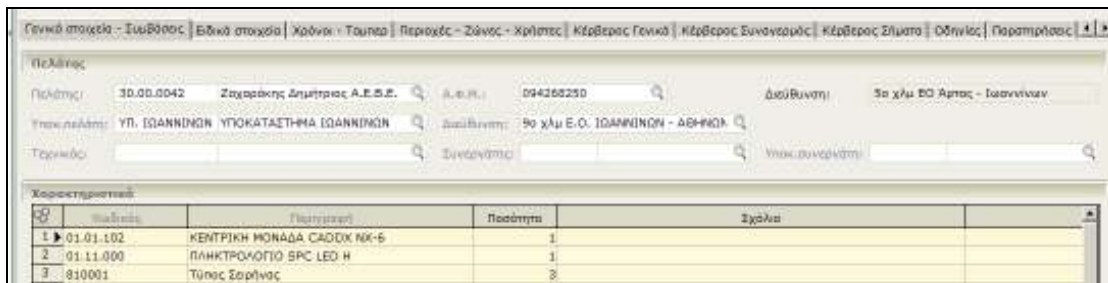 Γενικά στοιχεία - Συμβάσεις Ειδικά στοιχεία Χρόνοι - Ταμπερ Περιοχές - Ζώνες - Χρήστες Κέρβερος Γενικά Κέρβερος Συναγερμός Κέρβερος Σήματα Οδηγίες Παρατηρήσεις
Πελάτης
Πελάτης: 30.00.0042 Ζαχαράκης Δημήτριος Α.Ε.Β.Ε. Α.Φ.Μ.: 094268250 Διεύθυνση: 5ο χλμ ΕΟ Άρτας - Ιωαννίνων
Υποκ.πελάτη: ΥΠ. ΙΩΑΝΝΙΝΩΝ ΥΠΟΚΑΤΑΣΤΗΜΑ ΙΩΑΝΝΙΝΩΝ Διεύθυνση: 9ο χλμ Ε.Ο. ΙΩΑΝΝΙΝΩΝ - ΑΘΗΝΩΝ
Τεχνικός: Συνεργάτης: Υποκ.συνεργάτη:
Χαρακτηριστικά
Κωδικός Περιγραφή Ποσότητα Σχόλια
1 01.01.102 ΚΕΝΤΡΙΚΗ ΜΟΝΑΔΑ CADDX NX-6 1
2 01.11.000 ΠΛΗΚΤΡΟΛΟΓΙΟ SPC LED H 1
3 810001 Τύπος Σειρήνας 3